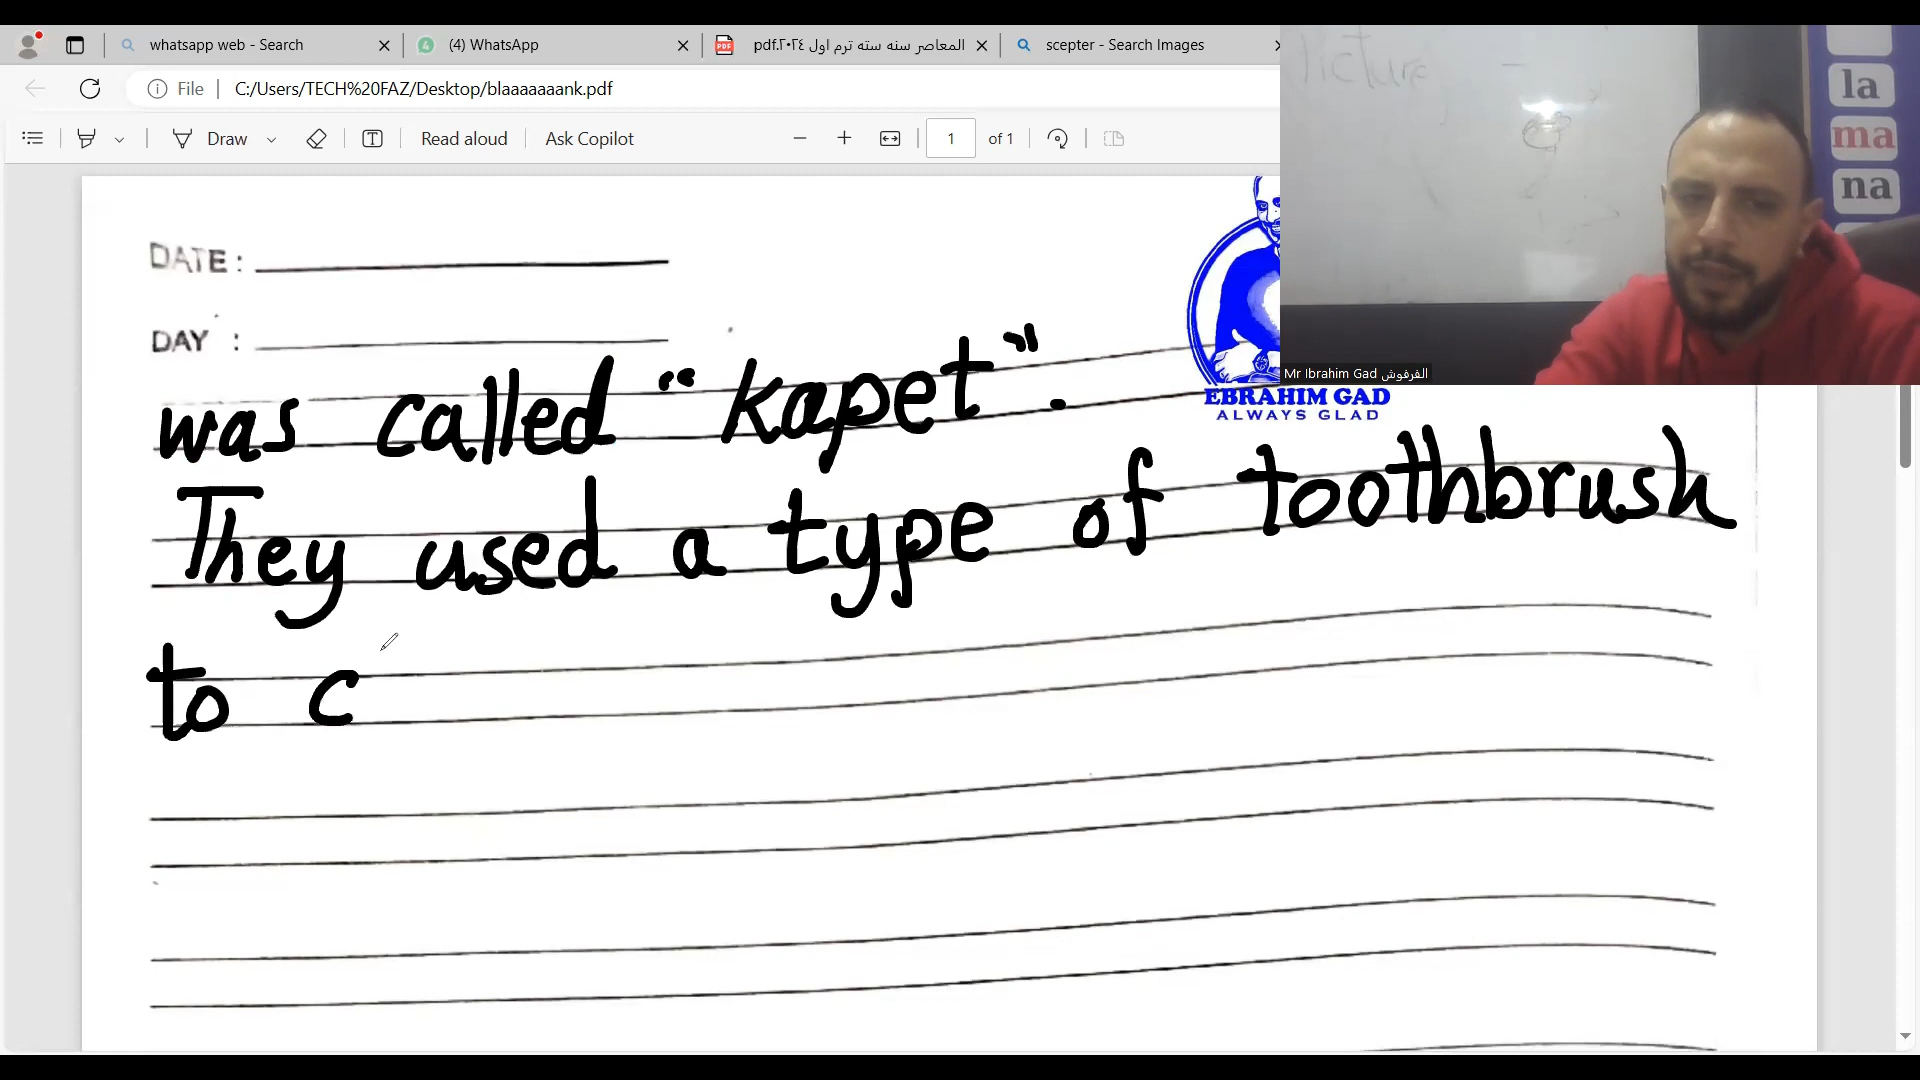 whatsapp web - Search
(4) WhatsApp
المعاصر سنه سته ترم اول ٢٠٢٤.pdf
scepter - Search Images
File
C:/Users/TECH%20FAZ/Desktop/blaaaaaaank.pdf
Draw
Read aloud
Ask Copilot
1
of 1
Picture
la
ma
na
Mr Ibrahim Gad الفرفوش
DATE :
DAY :
EBRAHIM GAD
ALWAYS GLAD
was called "kapet".
They used a type of toothbrush
to c